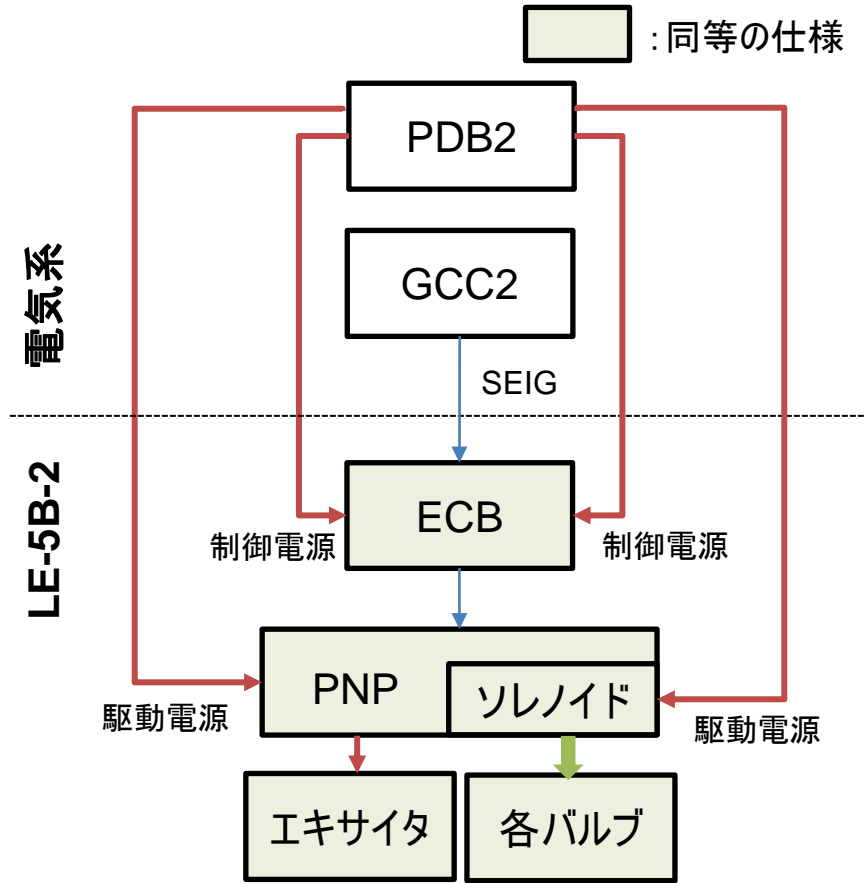 ：同等の仕様
PDB2
GCC2
電気系
SEIG
LE-5B-2
ECB
制御電源
制御電源
PNP
ソレノイド
駆動電源
駆動電源
エキサイタ
各バルブ